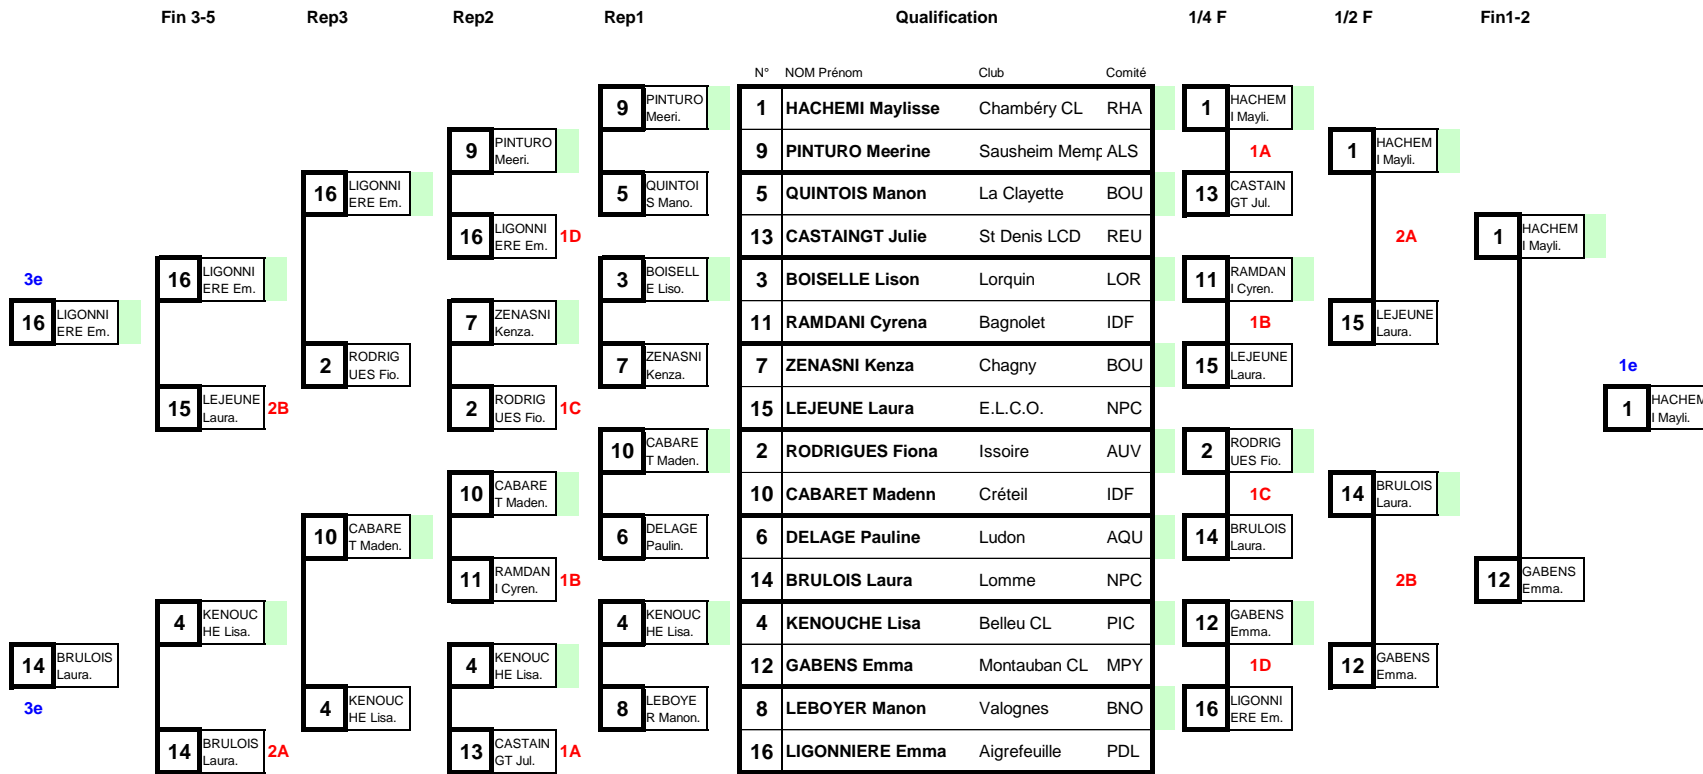 Fin 3-5 Rep3 Rep2 Rep1 Qualification 1/4 F 1/2 F Fin1-2
N° NOM Prénom Club Comité
9 PINTURO
Meeri.
1 HACHEMI Maylisse Chambéry CL RHA
1 HACHEM
I Mayli.
9 PINTURO
Meeri.
9 PINTURO Meerine Sausheim Memp ALS
1A
1 HACHEM
I Mayli.
16 LIGONNI
ERE Em.
5 QUINTOI
S Mano.
5 QUINTOIS Manon La Clayette BOU
13 CASTAIN
GT Jul.
16 LIGONNI
ERE Em.
1D
13 CASTAINGT Julie St Denis LCD REU
2A
1 HACHEM
I Mayli.
3e
16 LIGONNI
ERE Em.
3 BOISELL
E Liso.
3 BOISELLE Lison Lorquin LOR
11 RAMDAN
I Cyren.
16 LIGONNI
ERE Em.
7 ZENASNI
Kenza.
11 RAMDANI Cyrena Bagnolet IDF
1B
15 LEJEUNE
Laura.
2 RODRIG
UES Fio.
7 ZENASNI
Kenza.
7 ZENASNI Kenza Chagny BOU
15 LEJEUNE
Laura.
1e
15 LEJEUNE
Laura.
2B
2 RODRIG
UES Fio.
1C
15 LEJEUNE Laura E.L.C.O. NPC
1 HACHEM
I Mayli.
10 CABARE
T Maden.
2 RODRIGUES Fiona Issoire AUV
2 RODRIG
UES Fio.
10 CABARE
T Maden.
10 CABARET Madenn Créteil IDF
1C
14 BRULOIS
Laura.
10 CABARE
T Maden.
6 DELAGE
Paulin.
6 DELAGE Pauline Ludon AQU
14 BRULOIS
Laura.
11 RAMDAN
I Cyren.
1B
14 BRULOIS Laura Lomme NPC
2B
12 GABENS
Emma.
4 KENOUC
HE Lisa.
4 KENOUC
HE Lisa.
4 KENOUCHE Lisa Belleu CL PIC
12 GABENS
Emma.
14 BRULOIS
Laura.
4 KENOUC
HE Lisa.
12 GABENS Emma Montauban CL MPY
1D
12 GABENS
Emma.
3e
4 KENOUC
HE Lisa.
8 LEBOYE
R Manon.
8 LEBOYER Manon Valognes BNO
16 LIGONNI
ERE Em.
14 BRULOIS
Laura.
2A
13 CASTAIN
GT Jul.
1A
16 LIGONNIERE Emma Aigrefeuille PDL